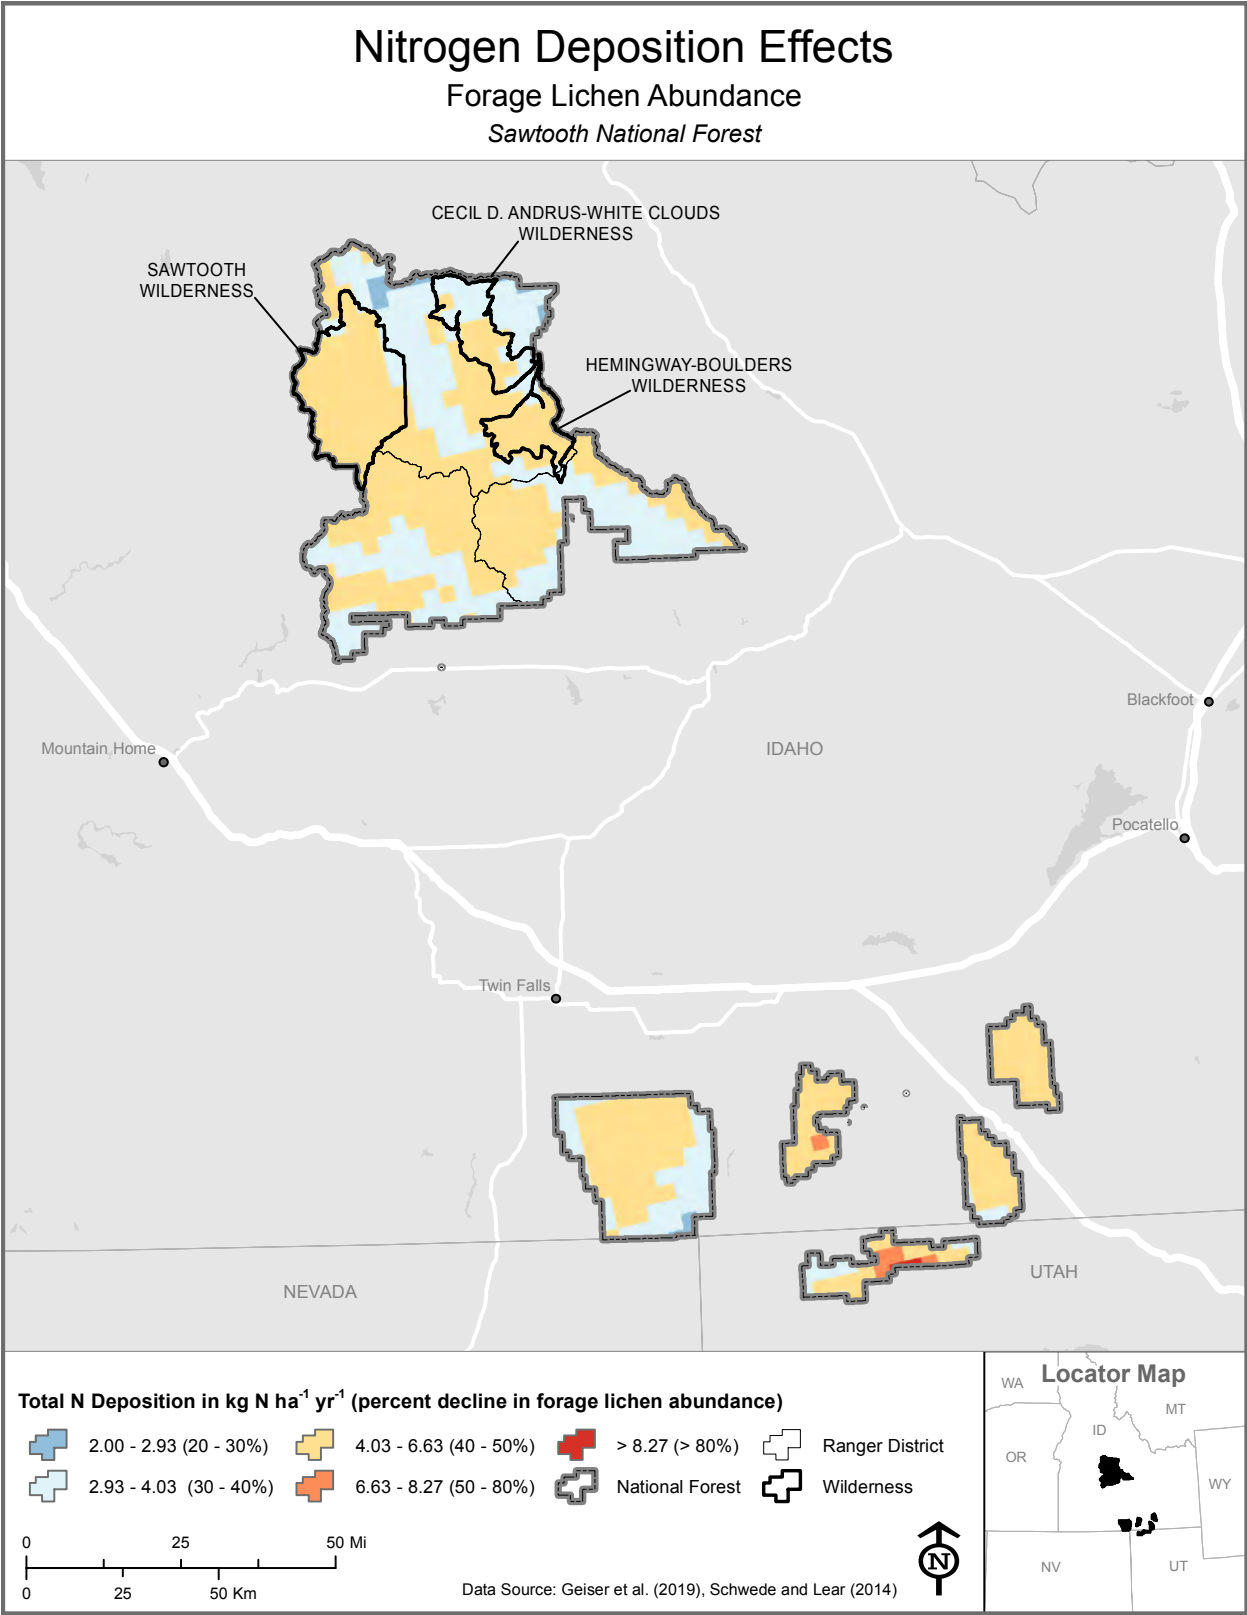 Nitrogen Deposition Effects
Forage Lichen Abundance
Sawtooth National Forest
CECIL D. ANDRUS-WHITE CLOUDS
WILDERNESS
SAWTOOTH
WILDERNESS
HEMINGWAY-BOULDERS
WILDERNESS
Blackfoot
Mountain Home
IDAHO
Pocatello
Twin Falls
NEVADA
UTAH
Total N Deposition in kg N ha-1 yr-1 (percent decline in forage lichen abundance)
2.00 - 2.93 (20 - 30%)
4.03 - 6.63 (40 - 50%)
> 8.27 (> 80%)
Ranger District
2.93 - 4.03 (30 - 40%)
6.63 - 8.27 (50 - 80%)
National Forest
Wilderness
0 25 50 Mi
0 25 50 Km
N
Data Source: Geiser et al. (2019), Schwede and Lear (2014)
Locator Map
WA
MT
ID
OR
WY
NV
UT